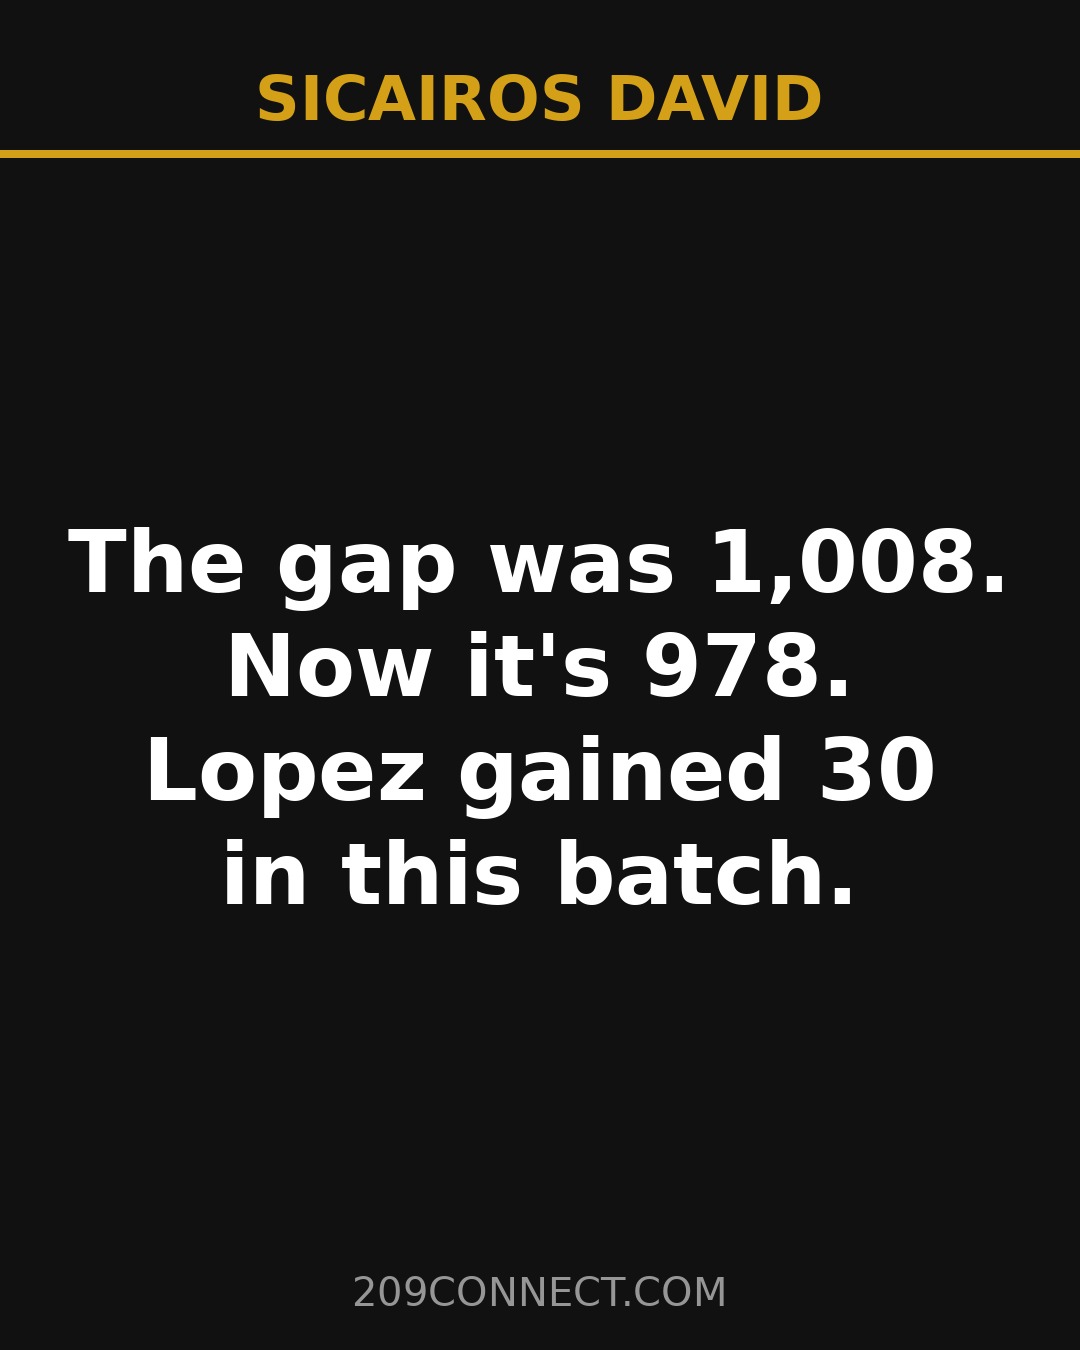 SICAIROS DAVID
The gap was 1,008.
Now it's 978.
Lopez gained 30
in this batch.
209CONNECT.COM